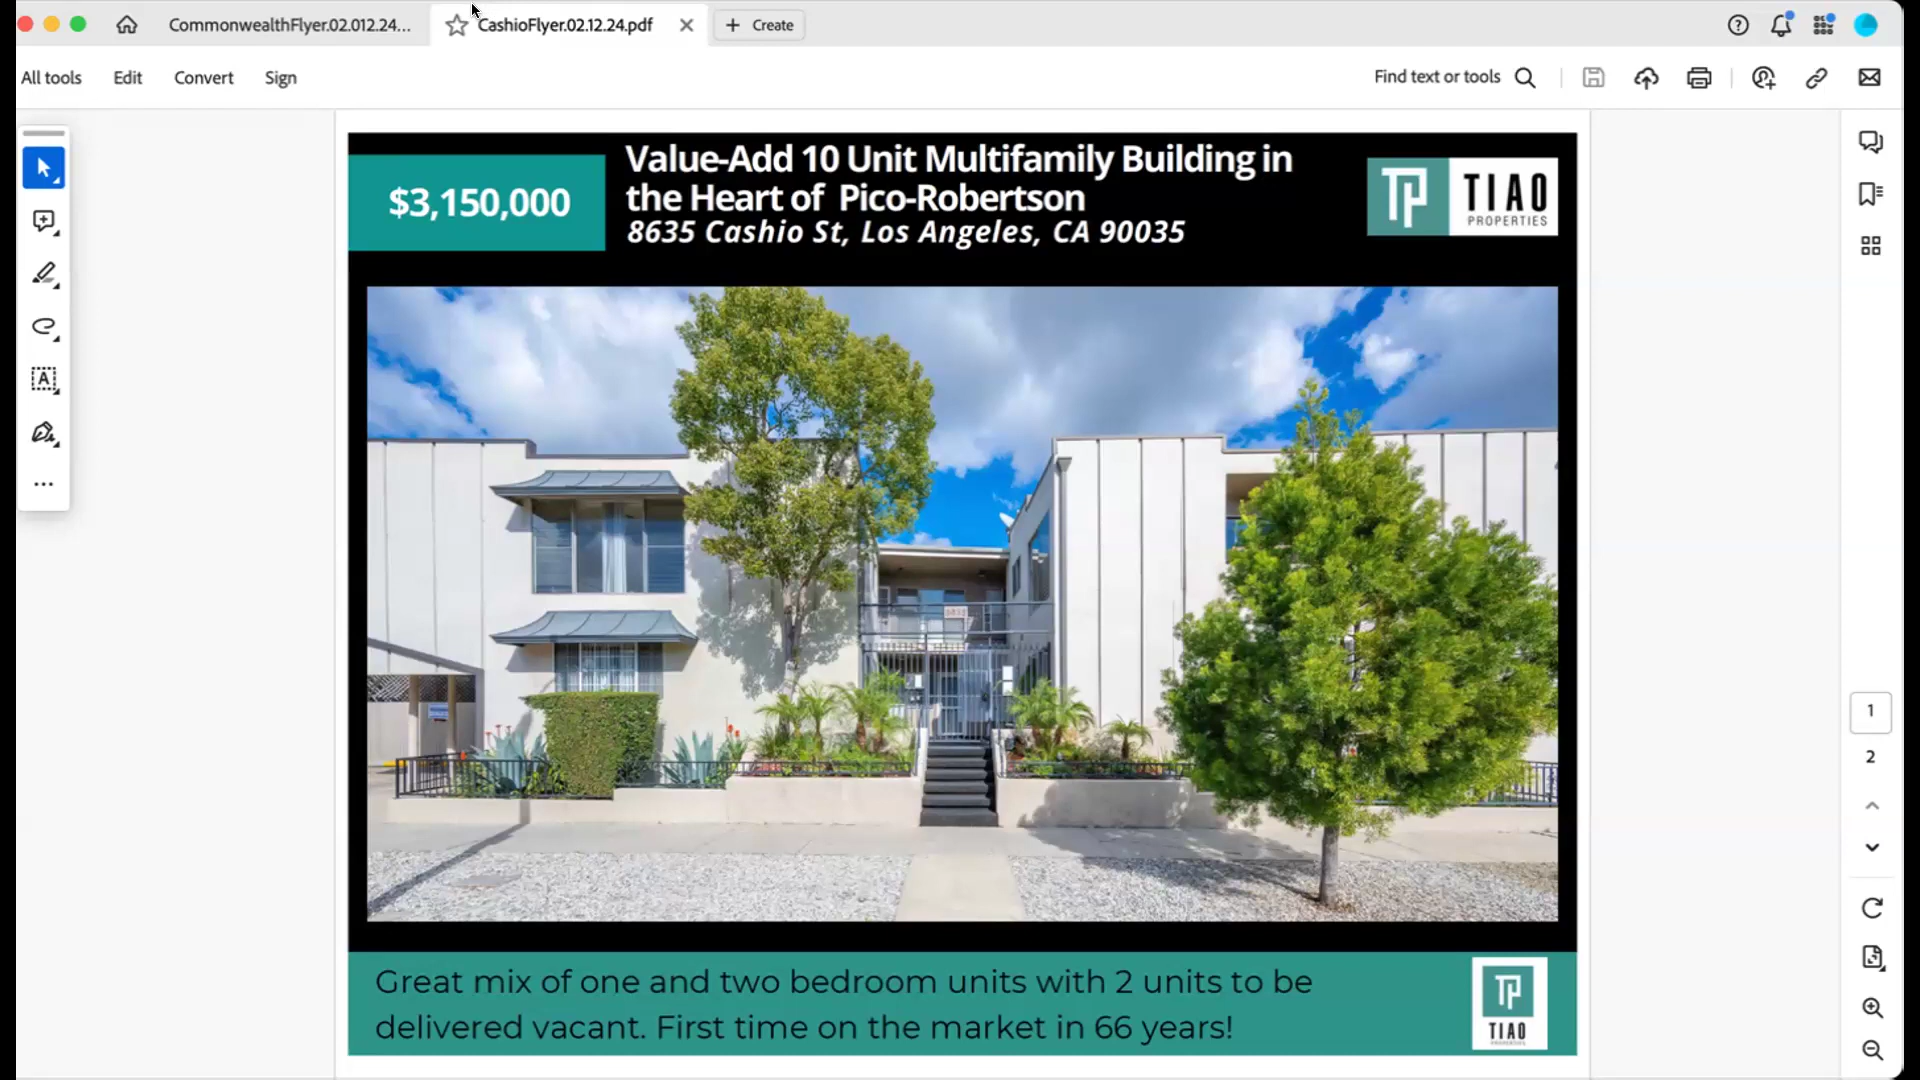 CommonwealthFlyer.02.012.24...
CashioFlyer.02.12.24.pdf
Create
All tools
Edit
Convert
Sign
Find text or tools
$3,150,000
Value-Add 10 Unit Multifamily Building in
the Heart of Pico-Robertson
8635 Cashio St, Los Angeles, CA 90035
TP
TIAO
PROPERTIES
1
2
Great mix of one and two bedroom units with 2 units to be
delivered vacant. First time on the market in 66 years!
TP
TIAO
PROPERTIES